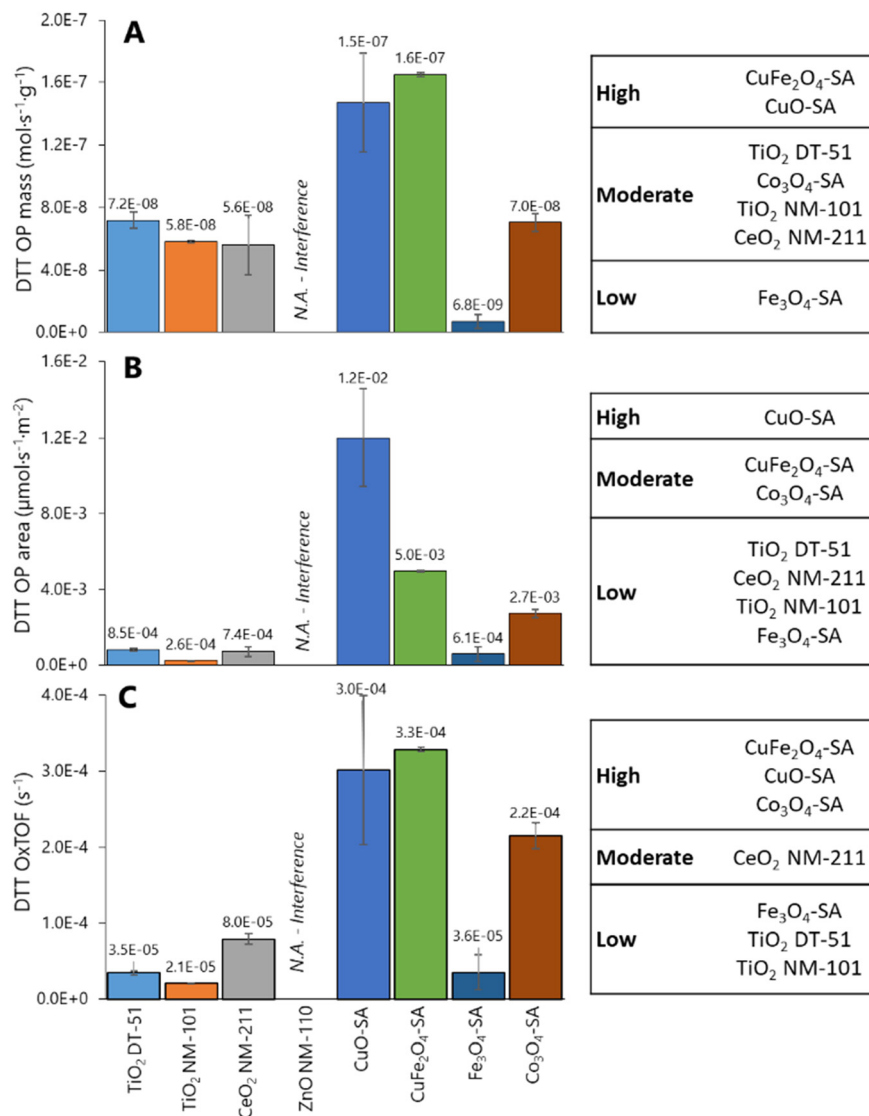 A
DTT OP mass (mol·s⁻¹·g⁻¹)
2.0E-7
1.6E-7
1.2E-7
8.0E-8
4.0E-8
0.0E+0
7.2E-08
5.8E-08
5.6E-08
N.A. - Interference
1.5E-07
1.6E-07
6.8E-09
7.0E-08
High
CuFe₂O₄-SA
CuO-SA
Moderate
TiO₂ DT-51
Co₃O₄-SA
TiO₂ NM-101
CeO₂ NM-211
Low
Fe₃O₄-SA
B
DTT OP area (µmol·s⁻¹·m⁻²)
1.6E-2
1.2E-2
8.0E-3
4.0E-3
0.0E+0
8.5E-04
2.6E-04
7.4E-04
N.A. - Interference
1.2E-02
5.0E-03
6.1E-04
2.7E-03
High
CuO-SA
Moderate
CuFe₂O₄-SA
Co₃O₄-SA
Low
TiO₂ DT-51
CeO₂ NM-211
TiO₂ NM-101
Fe₃O₄-SA
C
DTT OxTOF (s⁻¹)
4.0E-4
3.0E-4
2.0E-4
1.0E-4
0.0E+0
3.5E-05
2.1E-05
8.0E-05
N.A. - Interference
3.0E-04
3.3E-04
3.6E-05
2.2E-04
High
CuFe₂O₄-SA
CuO-SA
Co₃O₄-SA
Moderate
CeO₂ NM-211
Low
Fe₃O₄-SA
TiO₂ DT-51
TiO₂ NM-101
TiO₂ DT-51
TiO₂ NM-101
CeO₂ NM-211
ZnO NM-110
CuO-SA
CuFe₂O₄-SA
Fe₃O₄-SA
Co₃O₄-SA